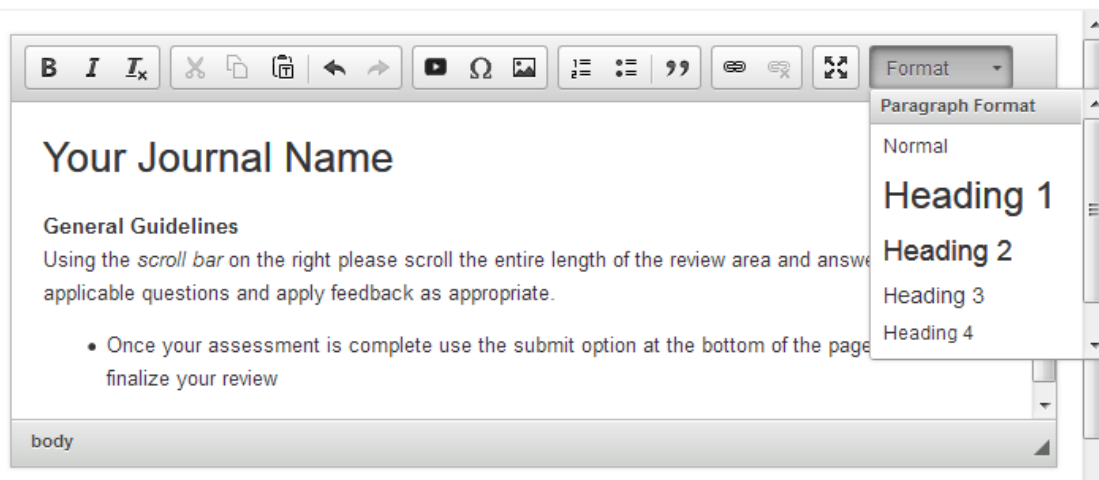 Format
Paragraph Format
Normal
Heading 1
Heading 2
Heading 3
Heading 4
Your Journal Name
General Guidelines
Using the scroll bar on the right please scroll the entire length of the review area and
applicable questions and apply feedback as appropriate.
• Once your assessment is complete use the submit option at the bottom of the page
finalize your review
body